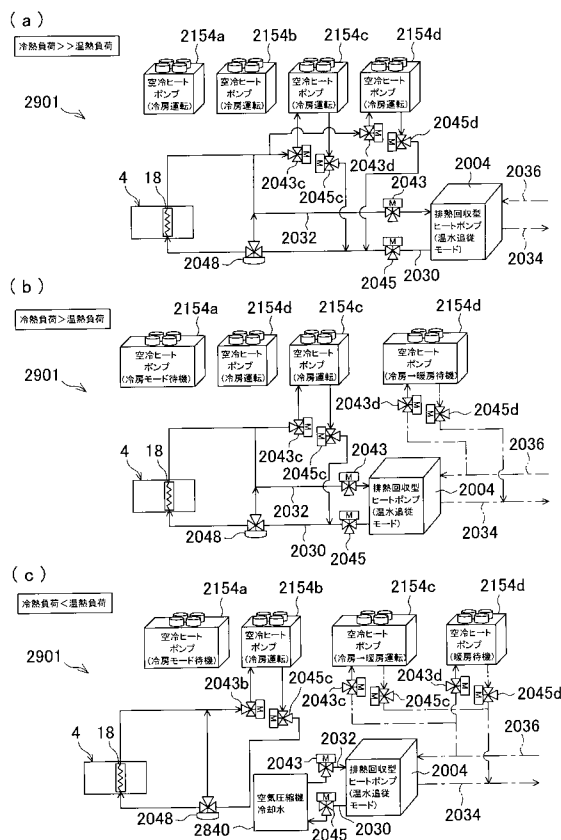 (a)
冷熱負荷>>温熱負荷
2901
2154a
2154b
2154c
2154d
空冷ヒート
ポンプ
(冷房運転)
空冷ヒート
ポンプ
(冷房運転)
空冷ヒート
ポンプ
(冷房運転)
空冷ヒート
ポンプ
(冷房運転)
M
M
M
M
2043c
2045c
2043d
2045d
4
18
2048
2032
M
2043
M
2045
2030
2004
排熱回収型
ヒートポンプ
(温水追従
モード)
2036
2034
(b)
冷熱負荷>温熱負荷
2901
2154a
2154d
2154c
2154d
空冷ヒート
ポンプ
(冷房モード待機)
空冷ヒート
ポンプ
(冷房運転)
空冷ヒート
ポンプ
(冷房運転)
空冷ヒート
ポンプ
(冷房→暖房待機)
M
M
M
M
2043c
2045c
2043d
2045d
4
18
2048
2032
M
2043
M
2045
2030
排熱回収型
ヒートポンプ
(温水追従
モード)
2004
2036
2034
(c)
冷熱負荷<温熱負荷
2901
2154a
2154b
2154c
2154d
空冷ヒート
ポンプ
(冷房モード待機)
空冷ヒート
ポンプ
(冷房運転)
空冷ヒート
ポンプ
(冷房→暖房運転)
空冷ヒート
ポンプ
(暖房待機)
M
M
M
M
M
M
2043b
2045c
2043c
2045c
2043d
2045d
4
18
2048
2840
空気圧縮機
冷却水
M
2043
2032
M
2045
2030
排熱回収型
ヒートポンプ
(温水追従
モード)
2004
2036
2034